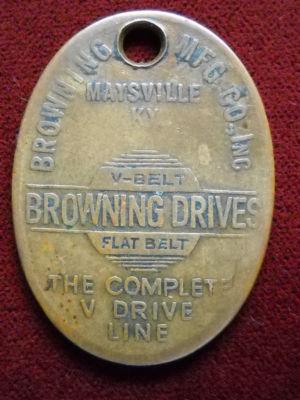 BROWNING MFG. CO., INC
MAYSVILLE
KY.
V-BELT
BROWNING DRIVES
FLAT BELT
THE COMPLETE
V DRIVE
LINE